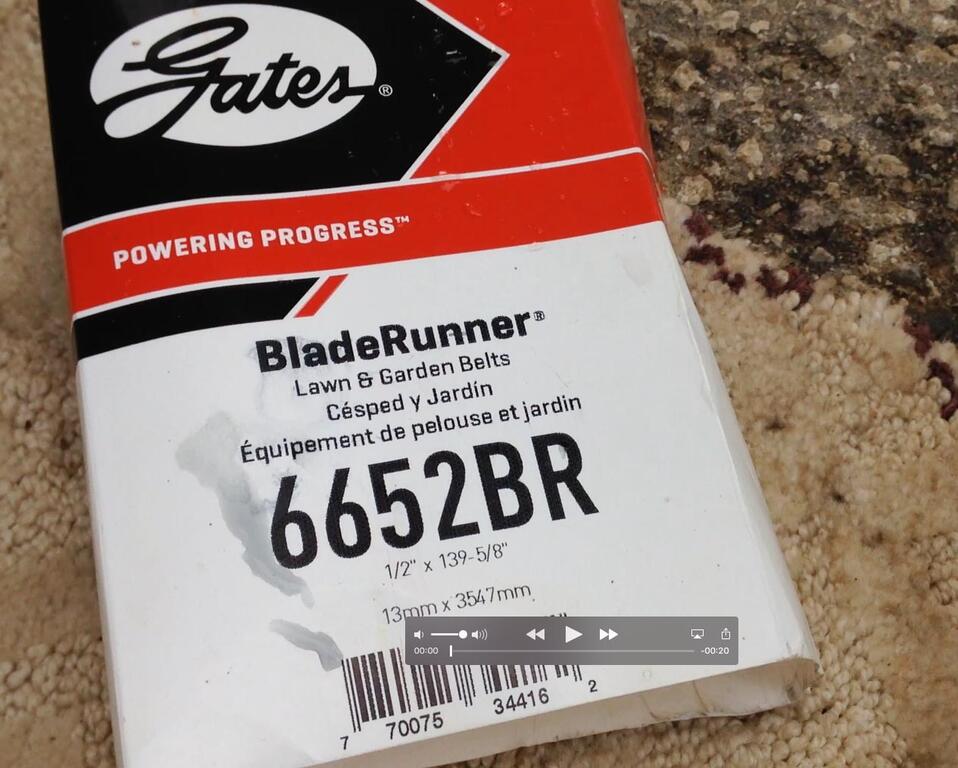 Gates®
POWERING PROGRESS™
BladeRunner®
Lawn & Garden Belts
Césped y Jardín
Équipement de pelouse et jardin
6652BR
1/2" x 139-5/8"
13mm x 3547mm
00:00
-00:20
7 70075 34416 2